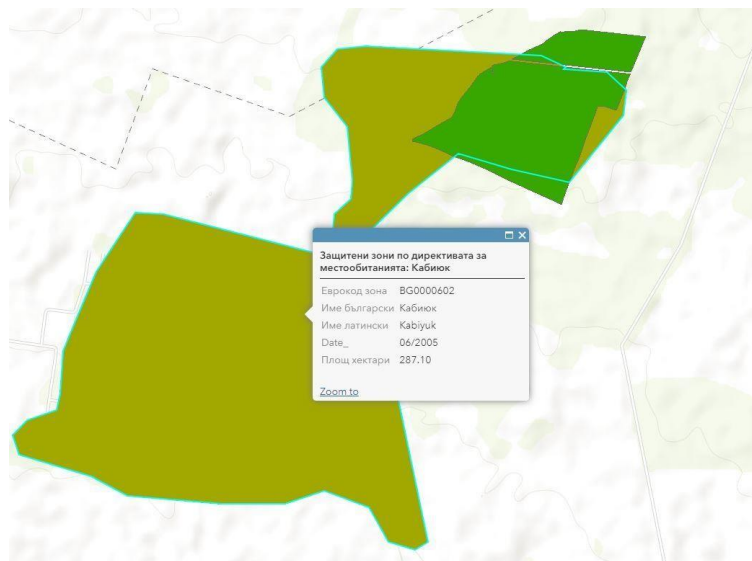 Защитени зони по директивата за
местообитанията: Кабиюк
Еврокод зона BG0000602
Име български Кабиюк
Име латински Kabiyuk
Date_ 06/2005
Площ хектари 287.10
Zoom to